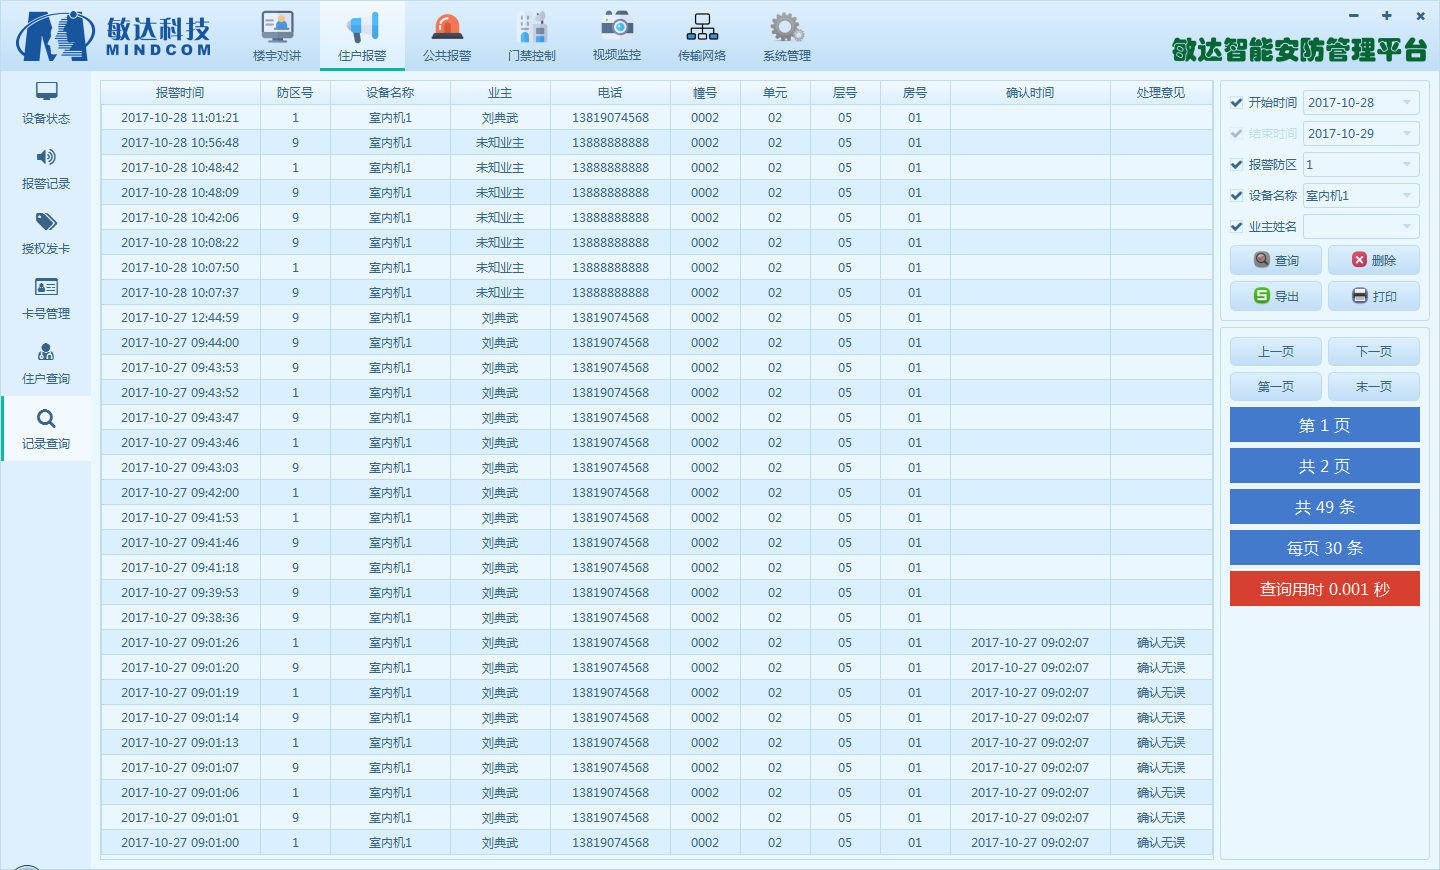 敏达科技
MINDCOM
楼宇对讲 住户报警 公共报警 门禁控制 视频监控 传输网络 系统管理
敏达智能安防管理平台
设备状态
报警记录
授权发卡
卡号管理
住户查询
记录查询
报警时间 防区号 设备名称 业主 电话 幢号 单元 层号 房号 确认时间 处理意见
2017-10-28 11:01:21 1 室内机1 刘典武 13819074568 0002 02 05 01
2017-10-28 10:56:48 9 室内机1 未知业主 13888888888 0002 02 05 01
2017-10-28 10:48:42 1 室内机1 未知业主 13888888888 0002 02 05 01
2017-10-28 10:48:09 9 室内机1 未知业主 13888888888 0002 02 05 01
2017-10-28 10:42:06 9 室内机1 未知业主 13888888888 0002 02 05 01
2017-10-28 10:08:22 9 室内机1 未知业主 13888888888 0002 02 05 01
2017-10-28 10:07:50 1 室内机1 未知业主 13888888888 0002 02 05 01
2017-10-28 10:07:37 9 室内机1 未知业主 13888888888 0002 02 05 01
2017-10-27 12:44:59 9 室内机1 刘典武 13819074568 0002 02 05 01
2017-10-27 09:44:00 9 室内机1 刘典武 13819074568 0002 02 05 01
2017-10-27 09:43:53 9 室内机1 刘典武 13819074568 0002 02 05 01
2017-10-27 09:43:52 1 室内机1 刘典武 13819074568 0002 02 05 01
2017-10-27 09:43:47 9 室内机1 刘典武 13819074568 0002 02 05 01
2017-10-27 09:43:46 1 室内机1 刘典武 13819074568 0002 02 05 01
2017-10-27 09:43:03 9 室内机1 刘典武 13819074568 0002 02 05 01
2017-10-27 09:42:00 1 室内机1 刘典武 13819074568 0002 02 05 01
2017-10-27 09:41:53 1 室内机1 刘典武 13819074568 0002 02 05 01
2017-10-27 09:41:46 9 室内机1 刘典武 13819074568 0002 02 05 01
2017-10-27 09:41:18 9 室内机1 刘典武 13819074568 0002 02 05 01
2017-10-27 09:39:53 9 室内机1 刘典武 13819074568 0002 02 05 01
2017-10-27 09:38:36 9 室内机1 刘典武 13819074568 0002 02 05 01
2017-10-27 09:01:26 1 室内机1 刘典武 13819074568 0002 02 05 01 2017-10-27 09:02:07 确认无误
2017-10-27 09:01:20 9 室内机1 刘典武 13819074568 0002 02 05 01 2017-10-27 09:02:07 确认无误
2017-10-27 09:01:19 1 室内机1 刘典武 13819074568 0002 02 05 01 2017-10-27 09:02:07 确认无误
2017-10-27 09:01:14 9 室内机1 刘典武 13819074568 0002 02 05 01 2017-10-27 09:02:07 确认无误
2017-10-27 09:01:13 1 室内机1 刘典武 13819074568 0002 02 05 01 2017-10-27 09:02:07 确认无误
2017-10-27 09:01:07 9 室内机1 刘典武 13819074568 0002 02 05 01 2017-10-27 09:02:07 确认无误
2017-10-27 09:01:06 1 室内机1 刘典武 13819074568 0002 02 05 01 2017-10-27 09:02:07 确认无误
2017-10-27 09:01:01 9 室内机1 刘典武 13819074568 0002 02 05 01 2017-10-27 09:02:07 确认无误
2017-10-27 09:01:00 1 室内机1 刘典武 13819074568 0002 02 05 01 2017-10-27 09:02:07 确认无误
开始时间 2017-10-28
结束时间 2017-10-29
报警防区 1
设备名称 室内机1
业主姓名
查询 删除
导出 打印
上一页 下一页
第一页 末一页
第 1 页
共 2 页
共 49 条
每页 30 条
查询用时 0.001 秒